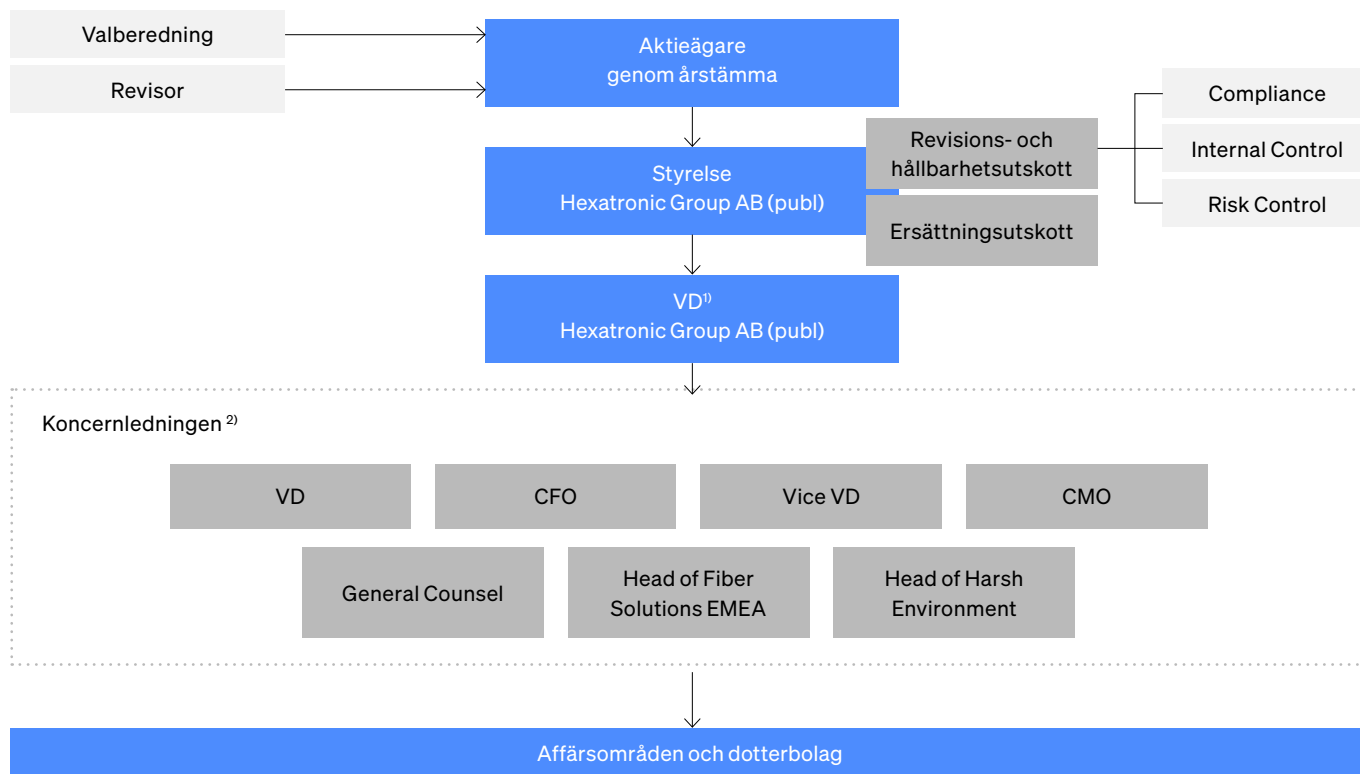 Valberedning
Revisor
Aktieägare
genom årstämma
Styrelse
Hexatronic Group AB (publ)
Revisions- och
hållbarhetsutskott
Ersättningsutskott
Compliance
Internal Control
Risk Control
VD¹⁾
Hexatronic Group AB (publ)
Koncernledningen ²⁾
VD
CFO
Vice VD
CMO
General Counsel
Head of Fiber
Solutions EMEA
Head of Harsh
Environment
Affärsområden och dotterbolag